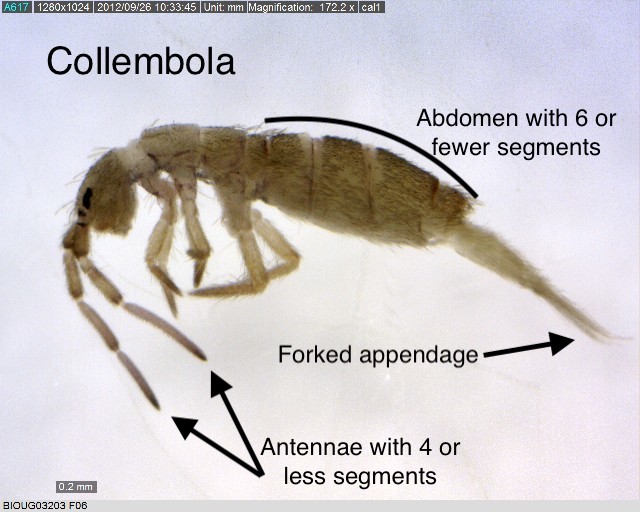 A617 1280x1024 2012/09/26 10:33:45 Unit: mm Magnification: 172.2 x cal1
Collembola
Abdomen with 6 or
fewer segments
Forked appendage
Antennae with 4 or
less segments
0.2 mm
BIOUG03203 F06